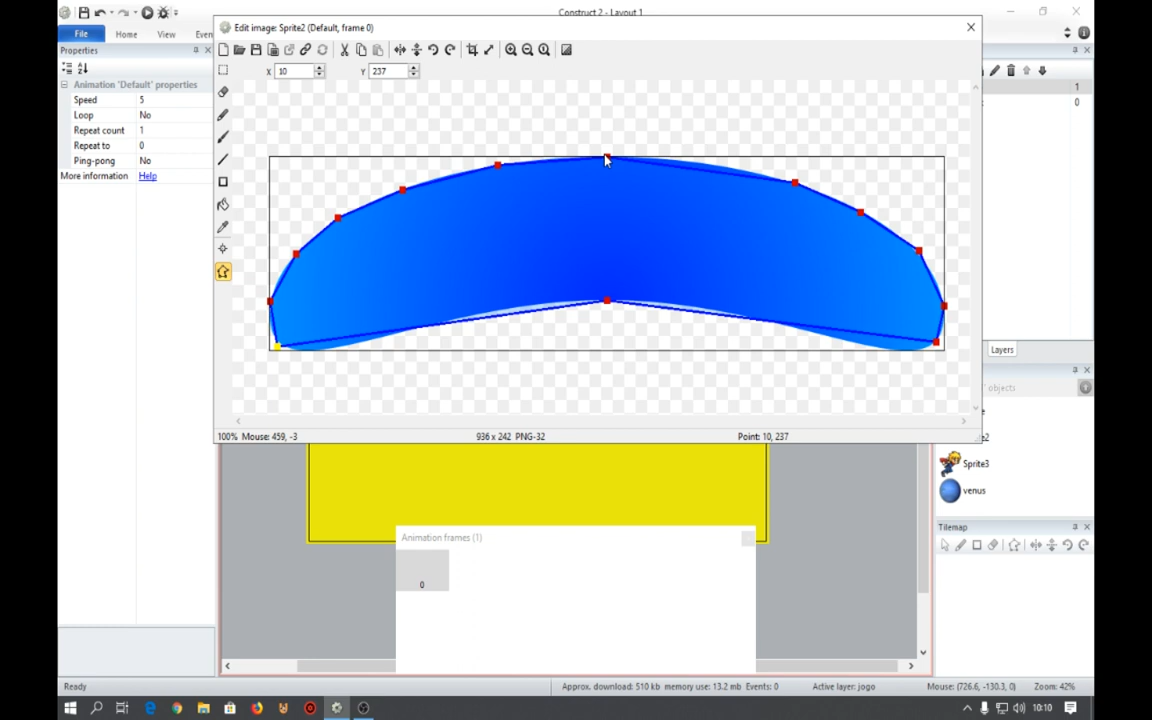 Construct 2 - Layout 1
File Home View Even
Properties
Animation 'Default' properties
Speed 5
Loop No
Repeat count 1
Repeat to 0
Ping-pong No
More information Help
Edit image: Sprite2 (Default, frame 0)
X 10 Y 237
100% Mouse: 459, -3 936 x 242 PNG-32 Point: 10, 237
1
0
Layers
' objects
e
e2
Sprite3
venus
Tilemap
Animation frames (1)
0
Ready Approx. download: 510 kb memory use: 13.2 mb Events: 0 Active layer: jogo Mouse: (726.6, -130.3, 0) Zoom: 42%
10:10